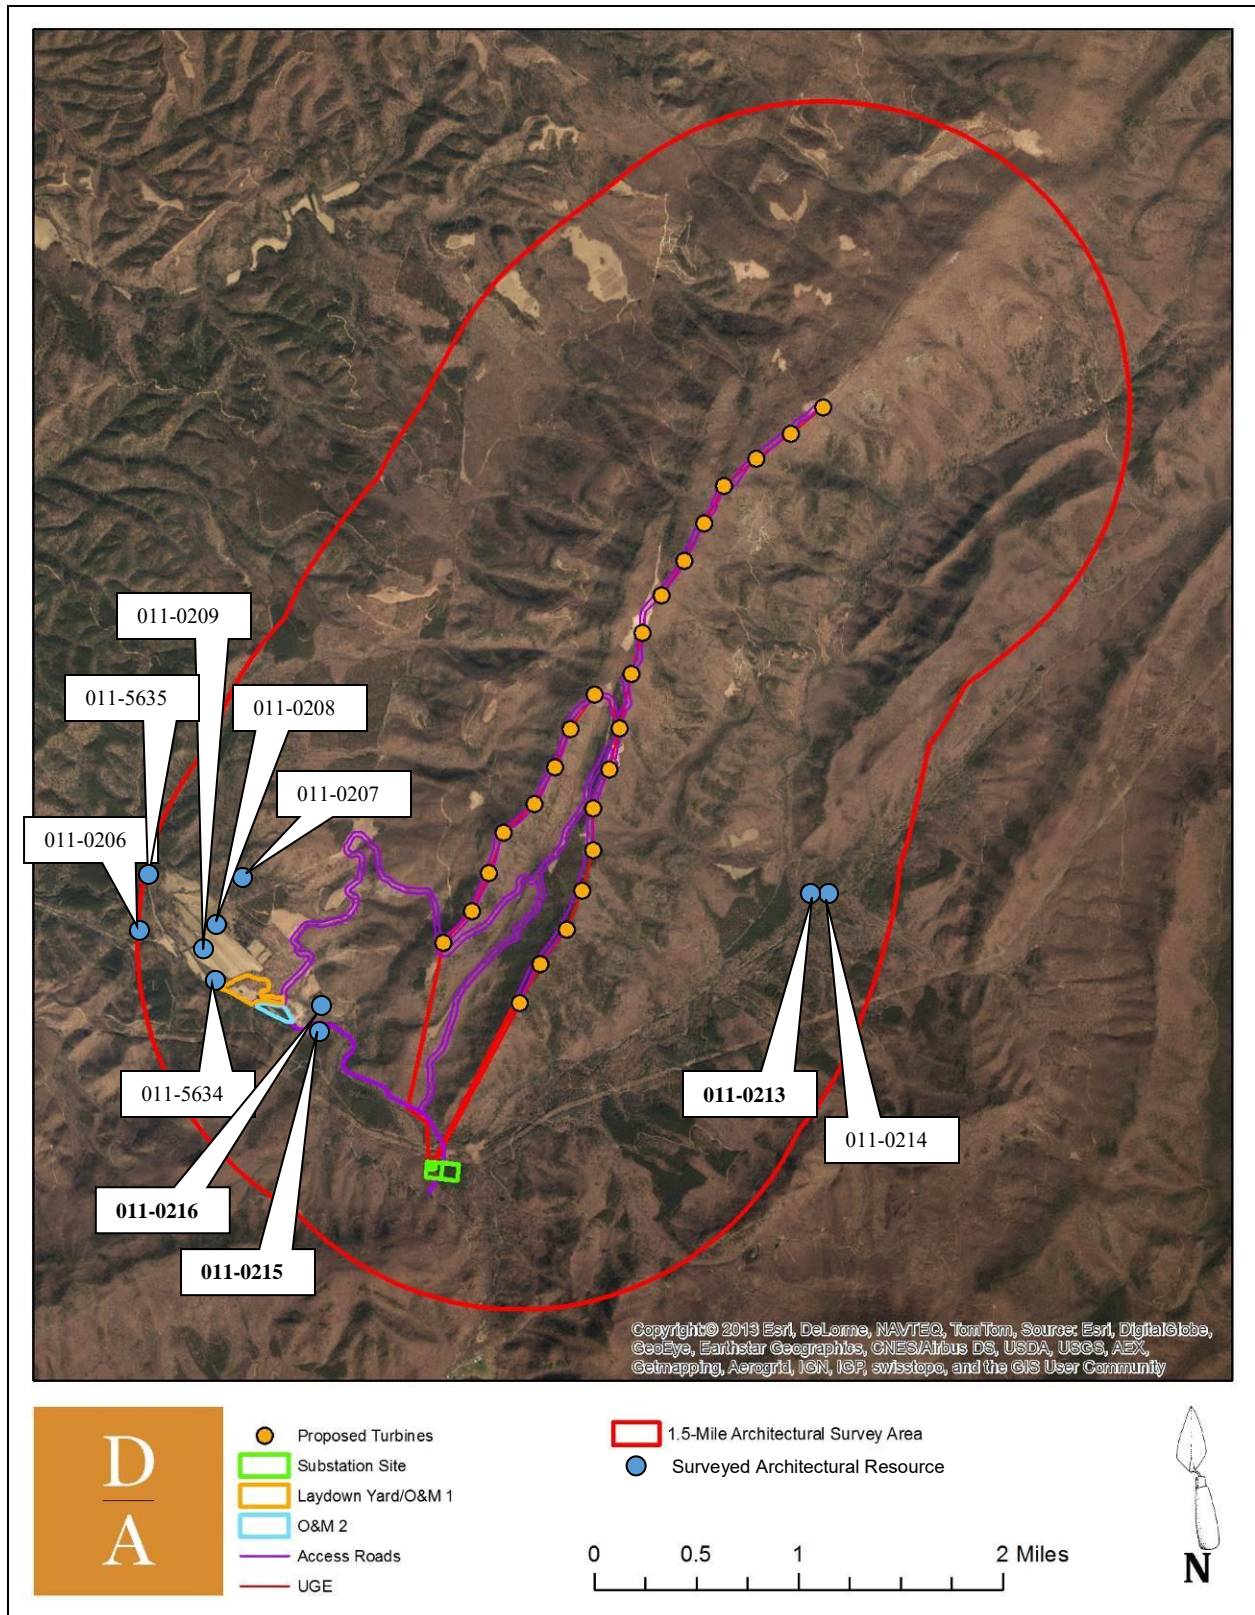 011-0209
011-5635
011-0208
011-0207
011-0206
011-5634
011-0213
011-0214
011-0216
011-0215
Copyright:© 2013 Esri, DeLorme, NAVTEQ, TomTom, Source: Esri, DigitalGlobe,
GeoEye, Earthstar Geographics, CNES/Airbus DS, USDA, USGS, AEX,
Getmapping, Aerogrid, IGN, IGP, swisstopo, and the GIS User Community
D
A
Proposed Turbines
Substation Site
Laydown Yard/O&M 1
O&M 2
Access Roads
UGE
1.5-Mile Architectural Survey Area
Surveyed Architectural Resource
0 0.5 1 2 Miles
N